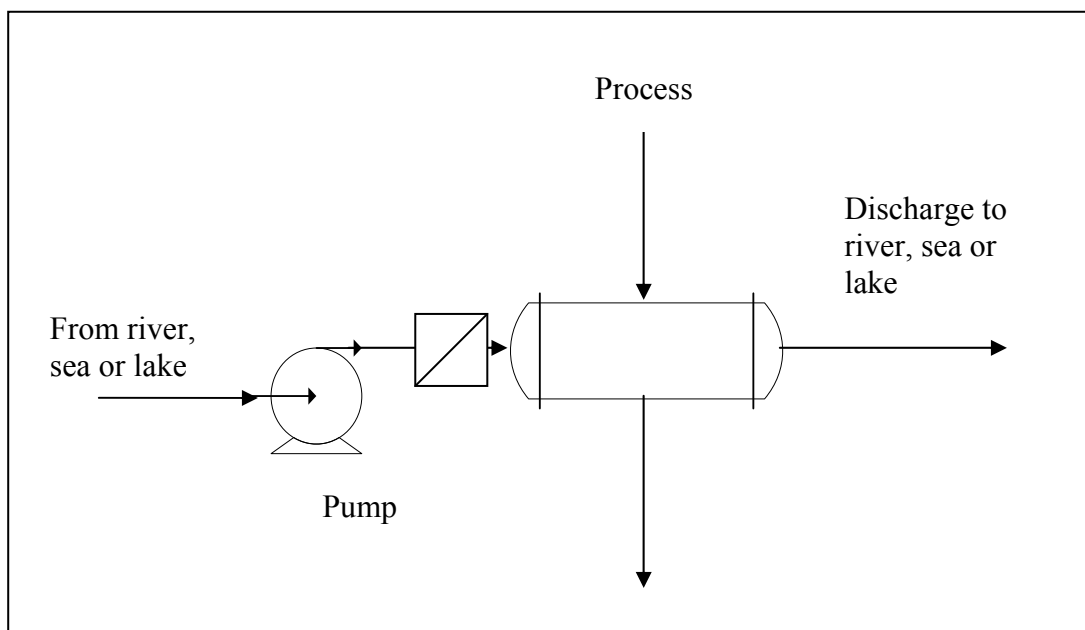 Process
Discharge to
river, sea or
lake
From river,
sea or lake
Pump